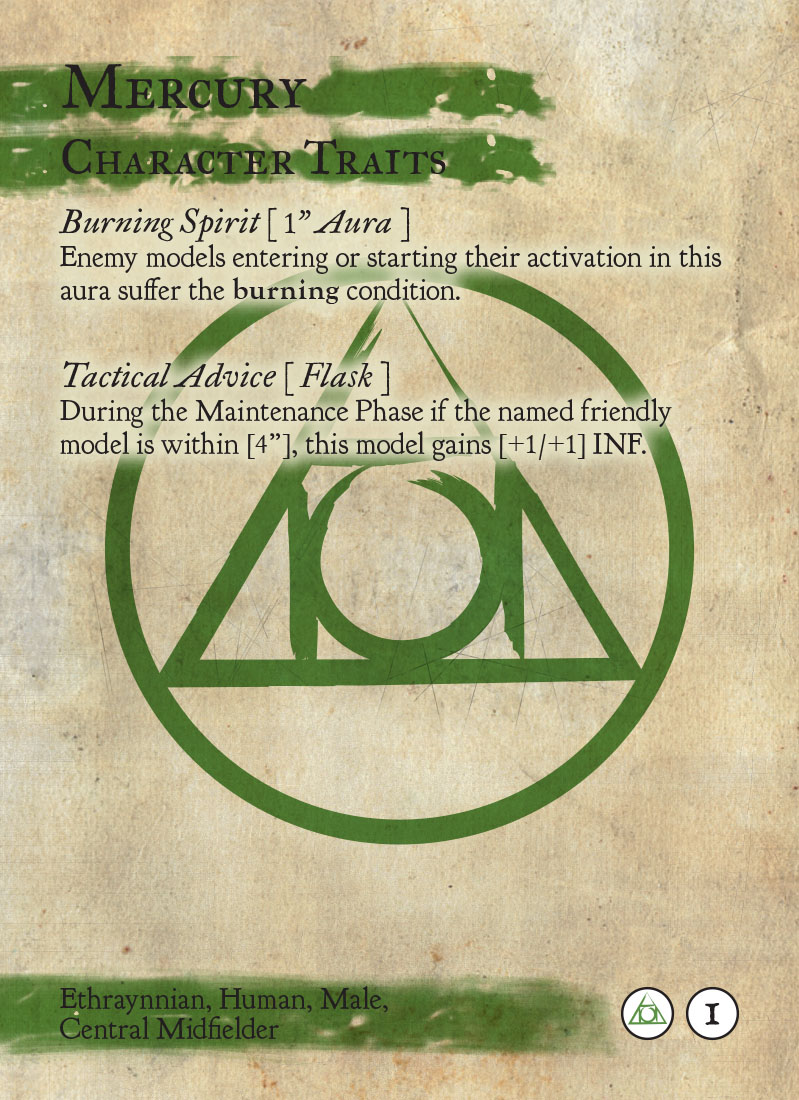 Mercury
Character Traits
Burning Spirit [ 1” Aura ]
Enemy models entering or starting their activation in this
aura suffer the burning condition.
Tactical Advice [ Flask ]
During the Maintenance Phase if the named friendly
model is within [4”], this model gains [+1/+1] INF.
Ethraynnian, Human, Male,
Central Midfielder
1